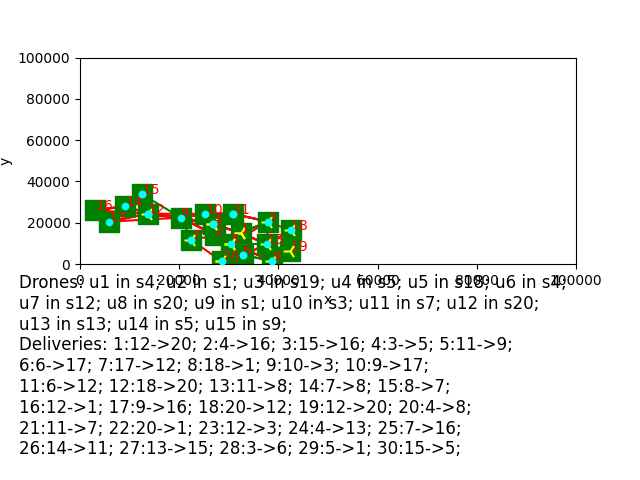 100000
80000
60000
40000
20000
0
y
0 20000 40000 60000 80000 100000
x
Drones: u1 in s4; u2 in s1; u3 in s19; u4 in s5; u5 in s18; u6 in s4;
u7 in s12; u8 in s20; u9 in s1; u10 in s3; u11 in s7; u12 in s20;
u13 in s13; u14 in s5; u15 in s9;
Deliveries: 1:12->20; 2:4->16; 3:15->16; 4:3->5; 5:11->9;
6:6->17; 7:17->12; 8:18->1; 9:10->3; 10:9->17;
11:6->12; 12:18->20; 13:11->8; 14:7->8; 15:8->7;
16:12->1; 17:9->16; 18:20->12; 19:12->20; 20:4->8;
21:11->7; 22:20->1; 23:12->3; 24:4->13; 25:7->16;
26:14->11; 27:13->15; 28:3->6; 29:5->1; 30:15->5;